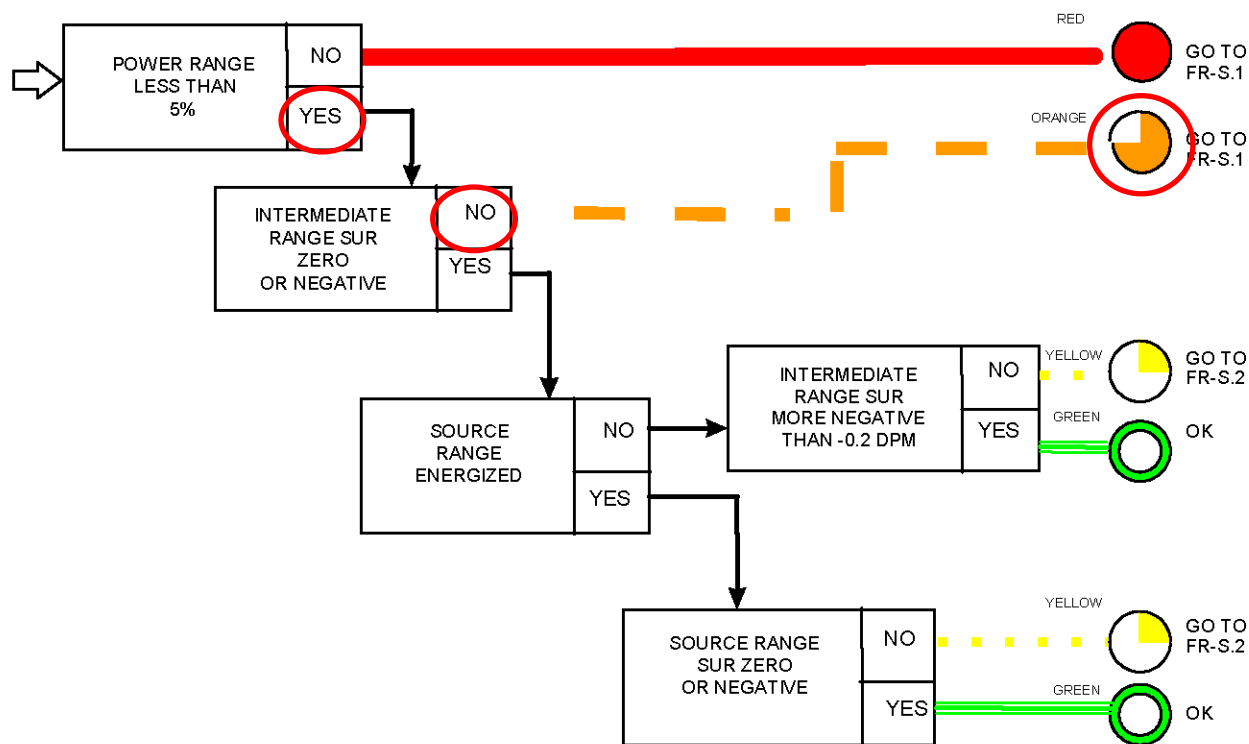 RED
NO
GO TO
FR-S.1
POWER RANGE
LESS THAN
5%
YES
ORANGE
GO TO
FR-S.1
INTERMEDIATE
RANGE SUR
ZERO
OR NEGATIVE
NO
YES
INTERMEDIATE
RANGE SUR
MORE NEGATIVE
THAN -0.2 DPM
NO
YES
YELLOW
GO TO
FR-S.2
GREEN
OK
SOURCE
RANGE
ENERGIZED
NO
YES
SOURCE RANGE
SUR ZERO
OR NEGATIVE
NO
YES
YELLOW
GO TO
FR-S.2
GREEN
OK